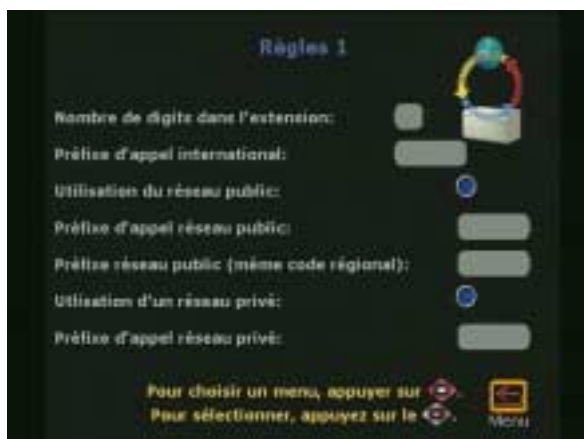 Règles 1
Nombre de digits dans l'extension:
Préfixe d'appel international:
Utilisation du réseau public:
Préfixe d'appel réseau public:
Préfixe réseau public (même code régional):
Utlisation d'un réseau privé:
Préfixe d'appel réseau privé:
Pour choisir un menu, appuyer sur .
Pour sélectionner, appuyez sur le .
Menu